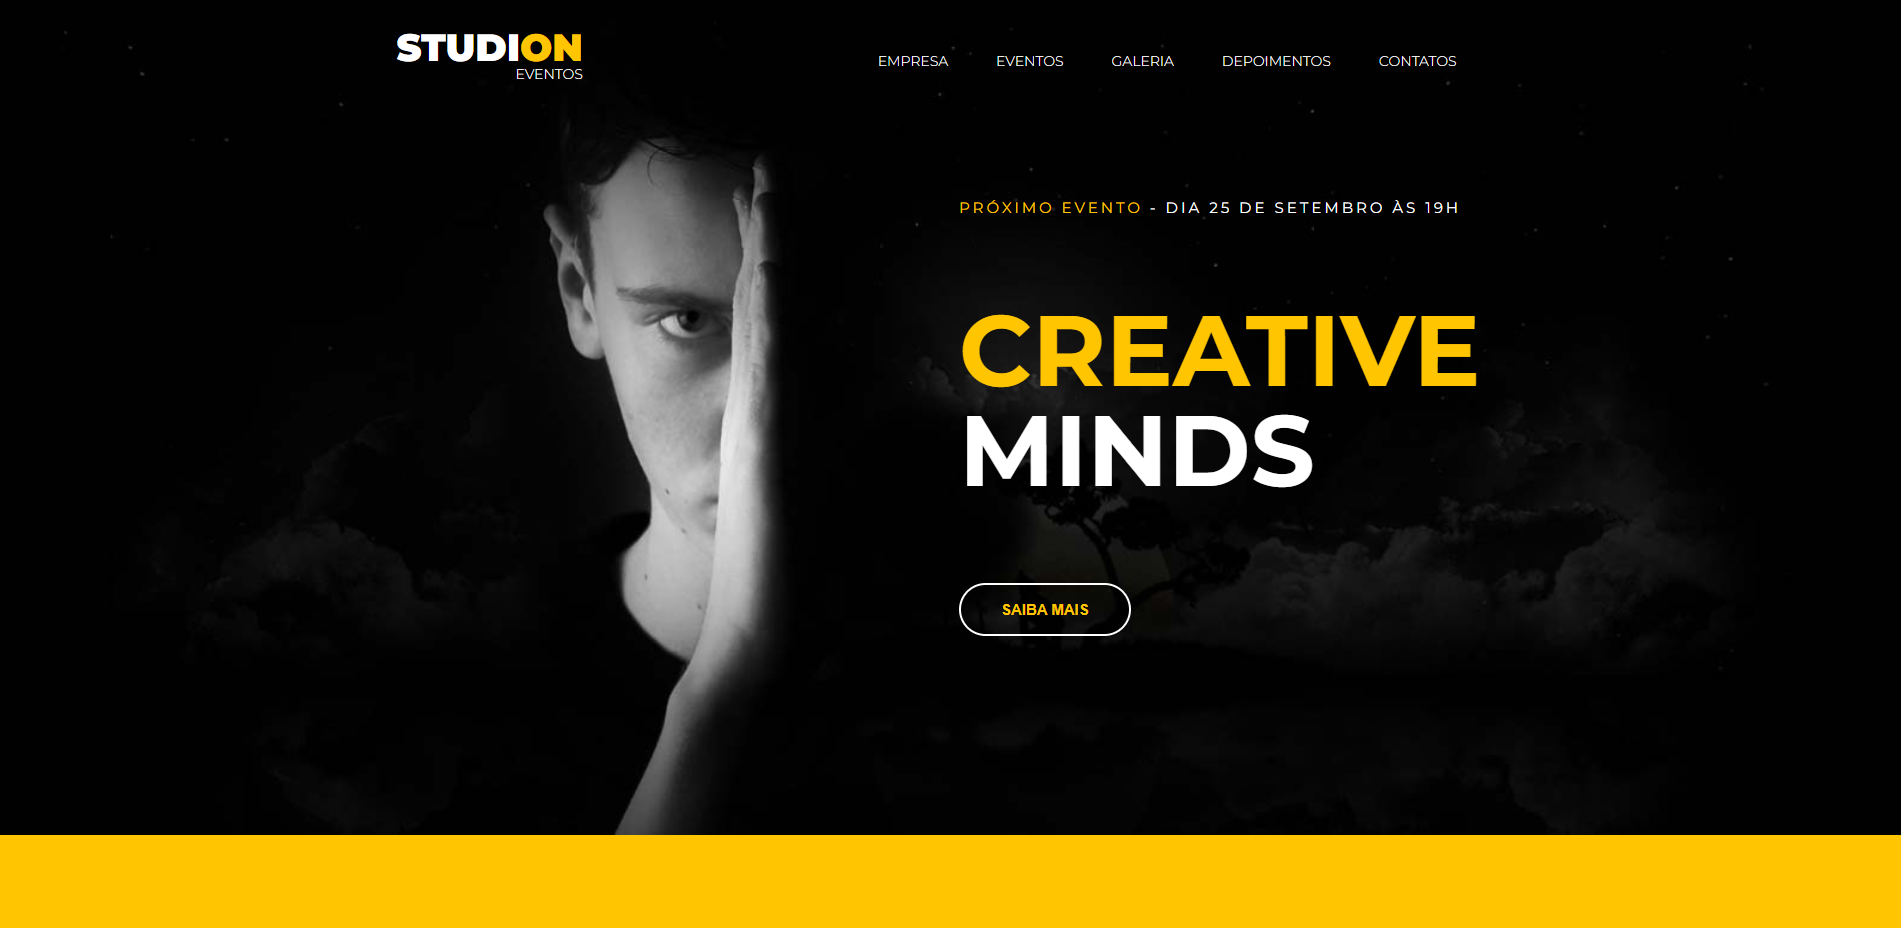 STUDION
EVENTOS
EMPRESA EVENTOS GALERIA DEPOIMENTOS CONTATOS
PRÓXIMO EVENTO - DIA 25 DE SETEMBRO ÀS 19H
CREATIVE
MINDS
SAIBA MAIS